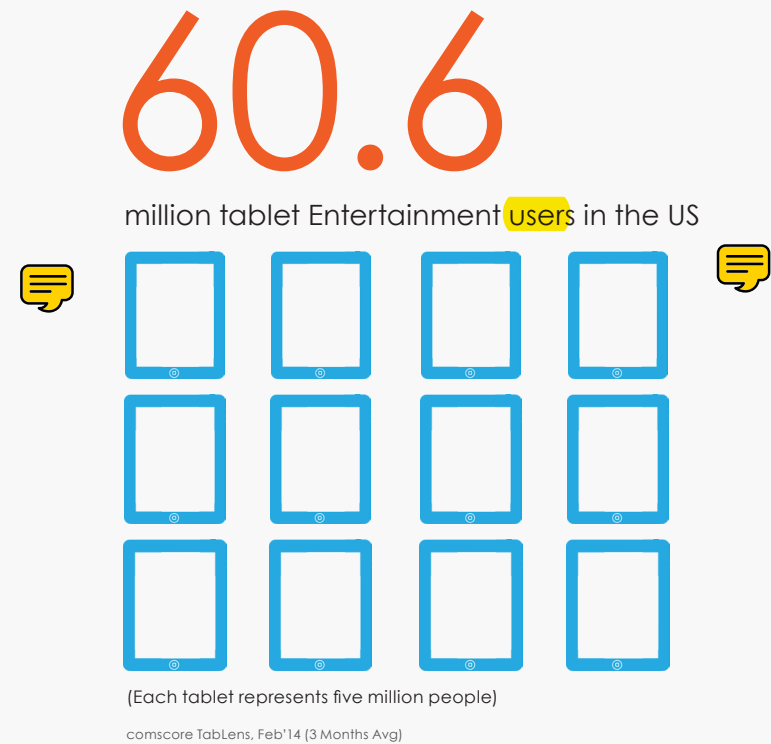 60.6
million tablet Entertainment users in the US
(Each tablet represents five million people)
comscore TabLens, Feb'14 (3 Months Avg)